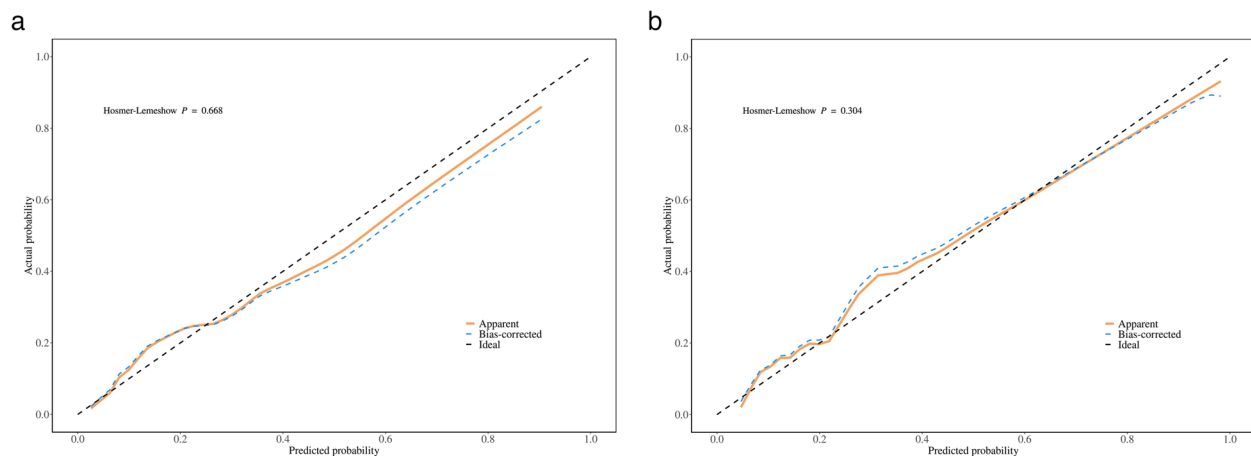 a
Hosmer-Lemeshow P = 0.668
Actual probability
1.0
0.8
0.6
0.4
0.2
0.0
Apparent
Bias-corrected
Ideal
0.0 0.2 0.4 0.6 0.8 1.0
Predicted probability
b
Hosmer-Lemeshow P = 0.304
Actual probability
1.0
0.8
0.6
0.4
0.2
0.0
Apparent
Bias-corrected
Ideal
0.0 0.2 0.4 0.6 0.8 1.0
Predicted probability